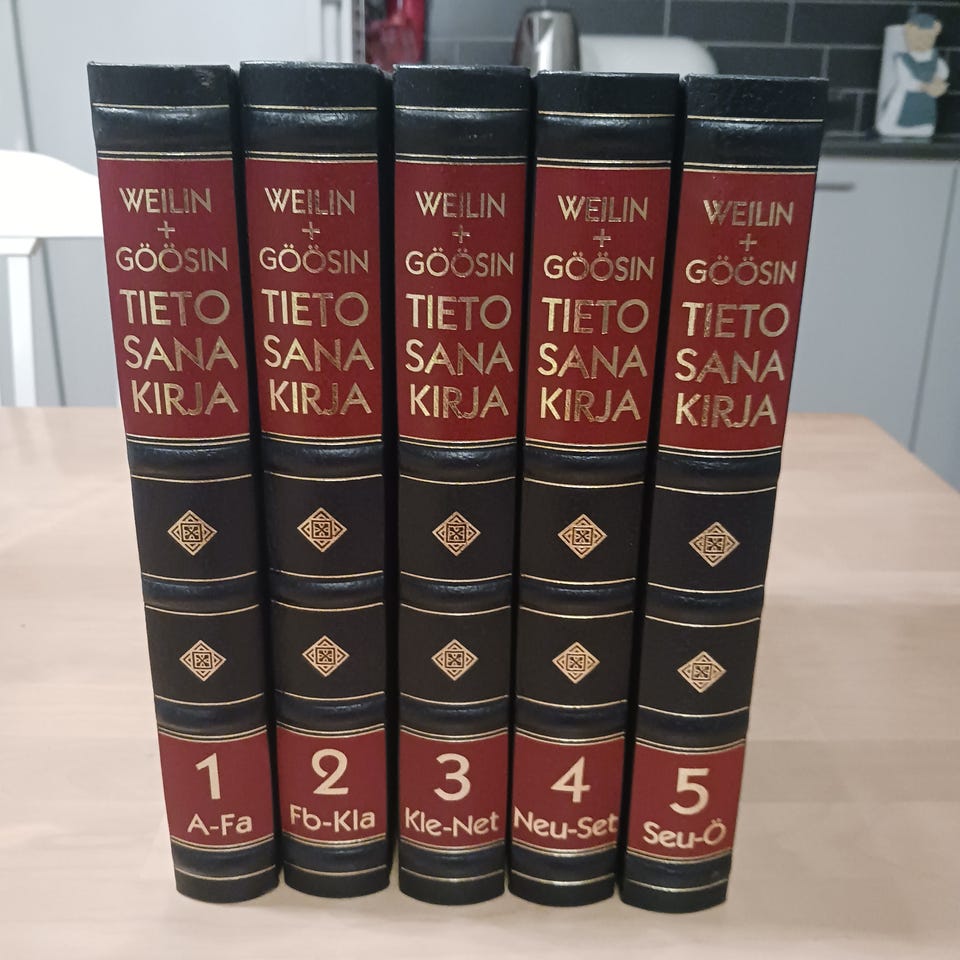 WEILIN
+
GÖÖSIN
TIETO
SANA
KIRJA
1
A-Fa
WEILIN
+
GÖÖSIN
TIETO
SANA
KIRJA
2
Fb-Kla
WEILIN
+
GÖÖSIN
TIETO
SANA
KIRJA
3
Kle-Net
WEILIN
+
GÖÖSIN
TIETO
SANA
KIRJA
4
Neu-Set
WEILIN
+
GÖÖSIN
TIETO
SANA
KIRJA
5
Seu-Ö